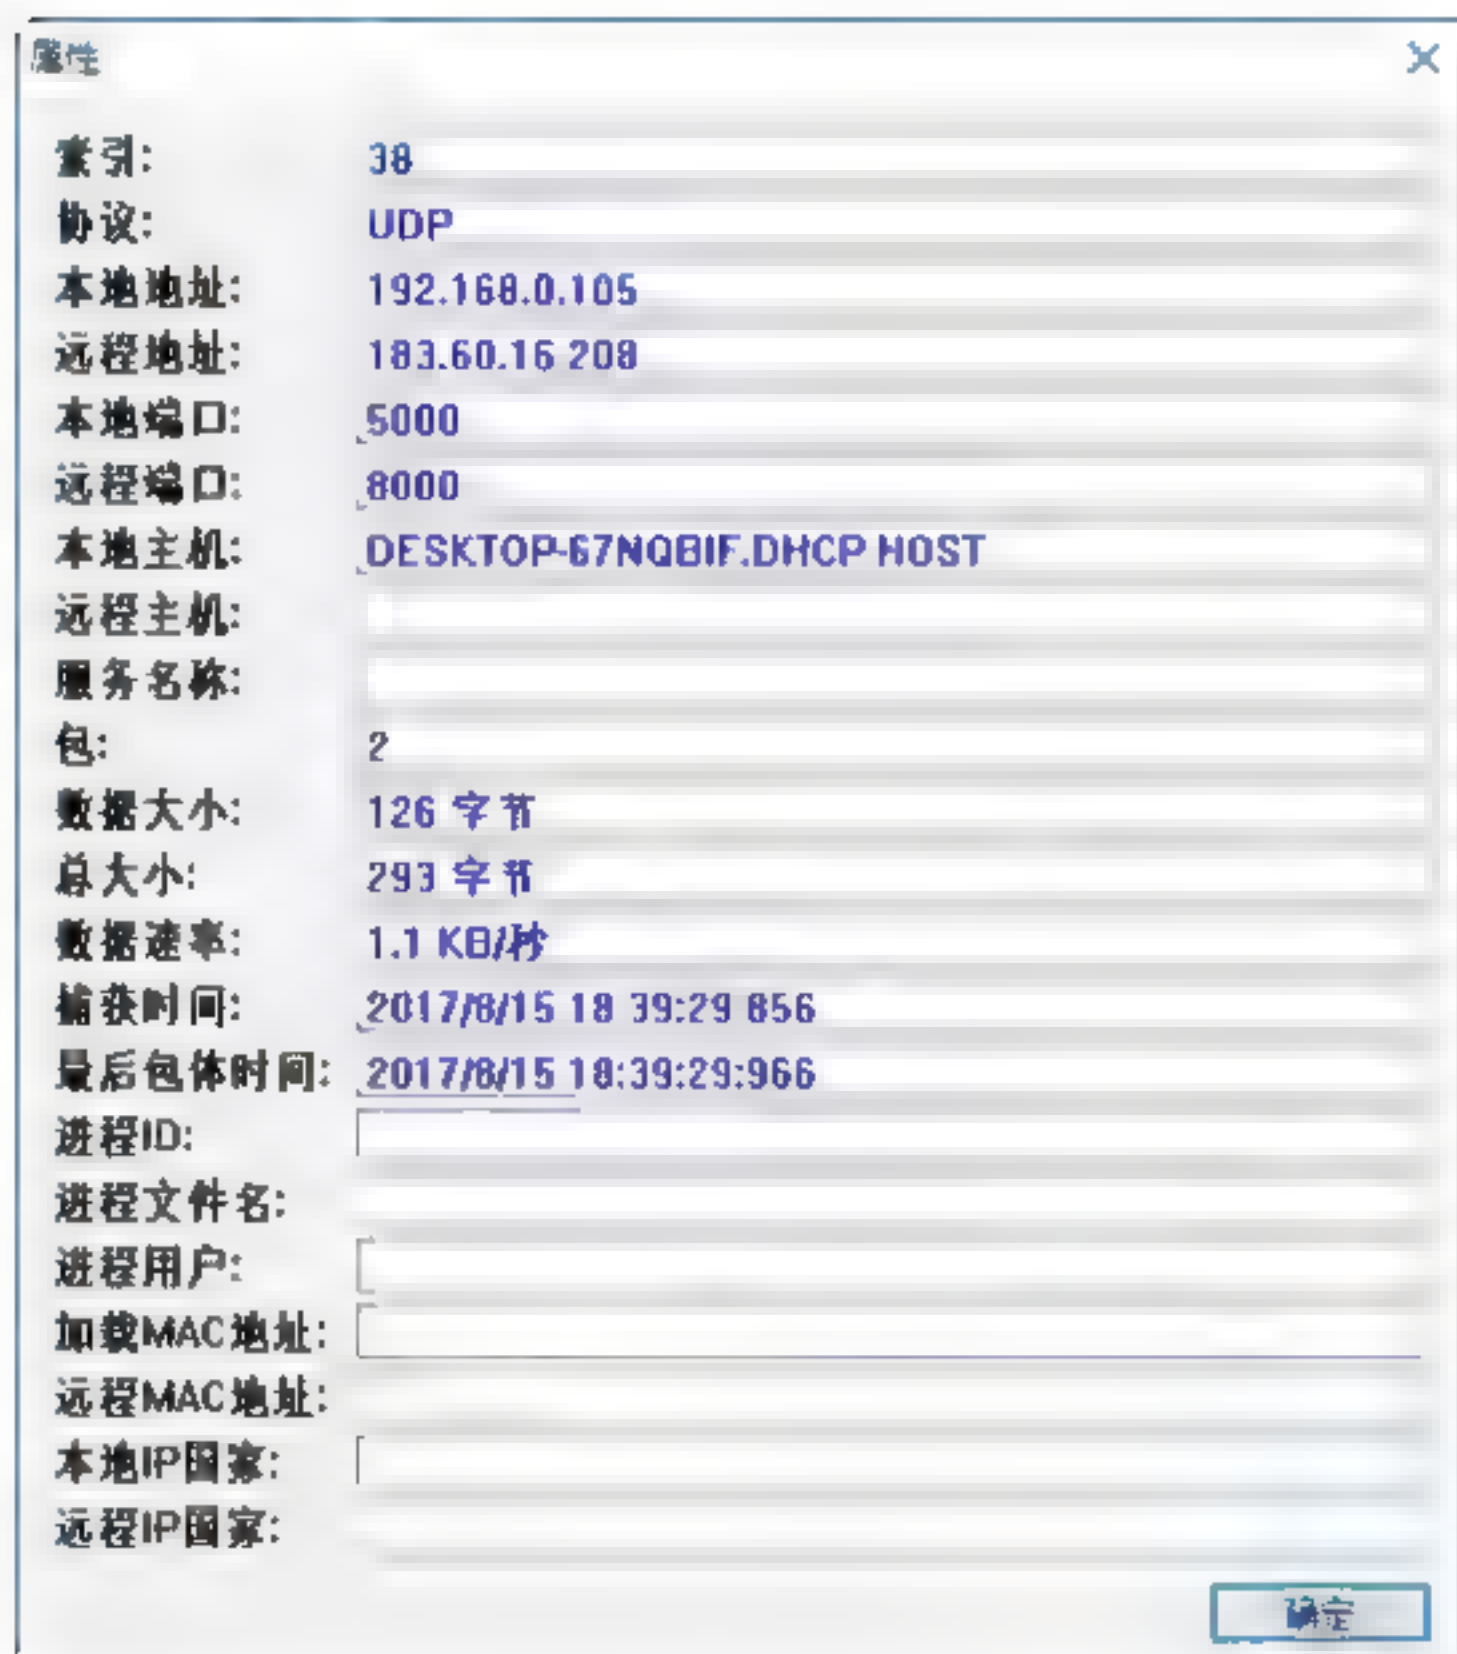 属性
索引: 38
协议: UDP
本地地址: 192.168.0.105
远程地址: 183.60.16 208
本地端口: 5000
远程端口: 8000
本地主机: DESKTOP-67NQBIF.DHCP HOST
远程主机:
服务名称:
包: 2
数据大小: 126 字节
总大小: 293 字节
数据速率: 1.1 KB/秒
捕获时间: 2017/8/15 18 39:29 856
最后包体时间: 2017/8/15 18:39:29:966
进程ID:
进程文件名:
进程用户:
加载MAC地址:
远程MAC地址:
本地IP国家:
远程IP国家:
确定